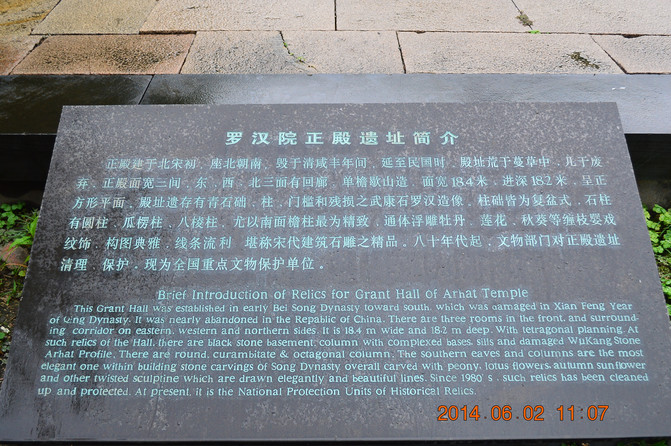 罗汉院正殿遗址简介
正殿建于北宋初，座北朝南，毁于清咸丰年间，延至民国时，殿址荒于蔓草中，几于废
弃。正殿面宽三间，东、西、北三面有回廊，单檐歇山造，面宽18.4米，进深18.2米，呈正
方形平面。殿址遗存有青石础、柱、门槛和残损之武康石罗汉造像。柱础皆为复盆式，石柱
有圆柱、瓜楞柱、八棱柱，尤以南面檐柱最为精致，通体浮雕牡丹、莲花、秋葵等缠枝婴戏
纹饰，构图典雅，线条流利，堪称宋代建筑石雕之精品。八十年代起，文物部门对正殿遗址
清理、保护，现为全国重点文物保护单位。
Brief Introduction of Relics for Grant Hall of Arhat Temple
This Grant Hall was established in early Bei Song Dynasty toward south, which was damaged in Xian Feng Year
of Qing Dynasty. It was nearly abandoned in the Republic of China. There are three rooms in the front, and surround-
ing corridor on eastern, western and northern sides. It is 18.4 m wide and 18.2 m deep. With tetragonal planning. At
such relics of the Hall, there are black stone basement, column with complexed bases, sills and damaged WuKang Stone
Arhat Profile. There are round, curambitate & octagonal column. The southern eaves and columns are the most
elegant one within building stone carvings of Song Dynasty overall carved with peony, lotus flowers autumn sunflower
and other twisted sculpting which are drawn elegantly and beautiful lines. Since 1980's, such relics has been cleaned
up and protected. At present, it is the National Protection Units of Historical Relics.
2014.06.02 11:07